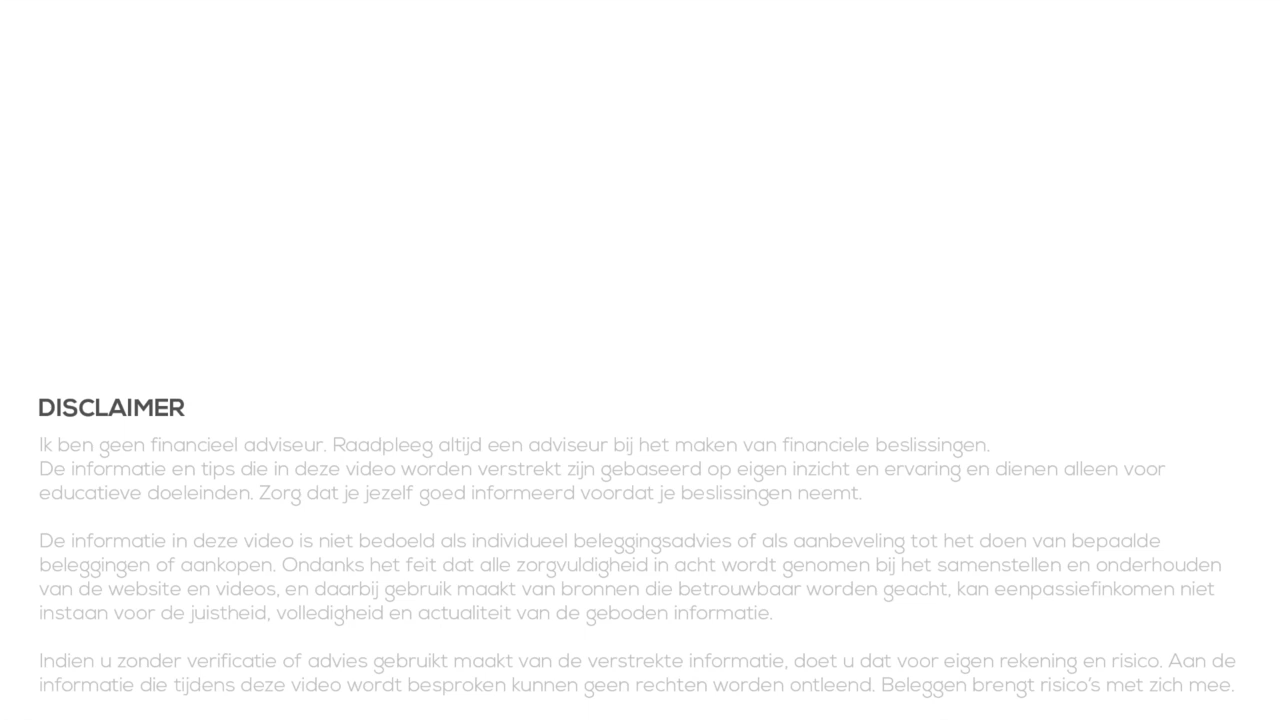 DISCLAIMER
Ik ben geen financieel adviseur. Raadpleeg altijd een adviseur bij het maken van financiele beslissingen.
De informatie en tips die in deze video worden verstrekt zijn gebaseerd op eigen inzicht en ervaring en dienen alleen voor
educatieve doeleinden. Zorg dat je jezelf goed informeerd voordat je beslissingen neemt.
De informatie in deze video is niet bedoeld als individueel beleggingsadvies of als aanbeveling tot het doen van bepaalde
beleggingen of aankopen. Ondanks het feit dat alle zorgvuldigheid in acht wordt genomen bij het samenstellen en onderhouden
van de website en videos, en daarbij gebruik maakt van bronnen die betrouwbaar worden geacht, kan eenpassiefinkomen niet
instaan voor de juistheid, volledigheid en actualiteit van de geboden informatie.
Indien u zonder verificatie of advies gebruikt maakt van de verstrekte informatie, doet u dat voor eigen rekening en risico. Aan de
informatie die tijdens deze video wordt besproken kunnen geen rechten worden ontleend. Beleggen brengt risico’s met zich mee.